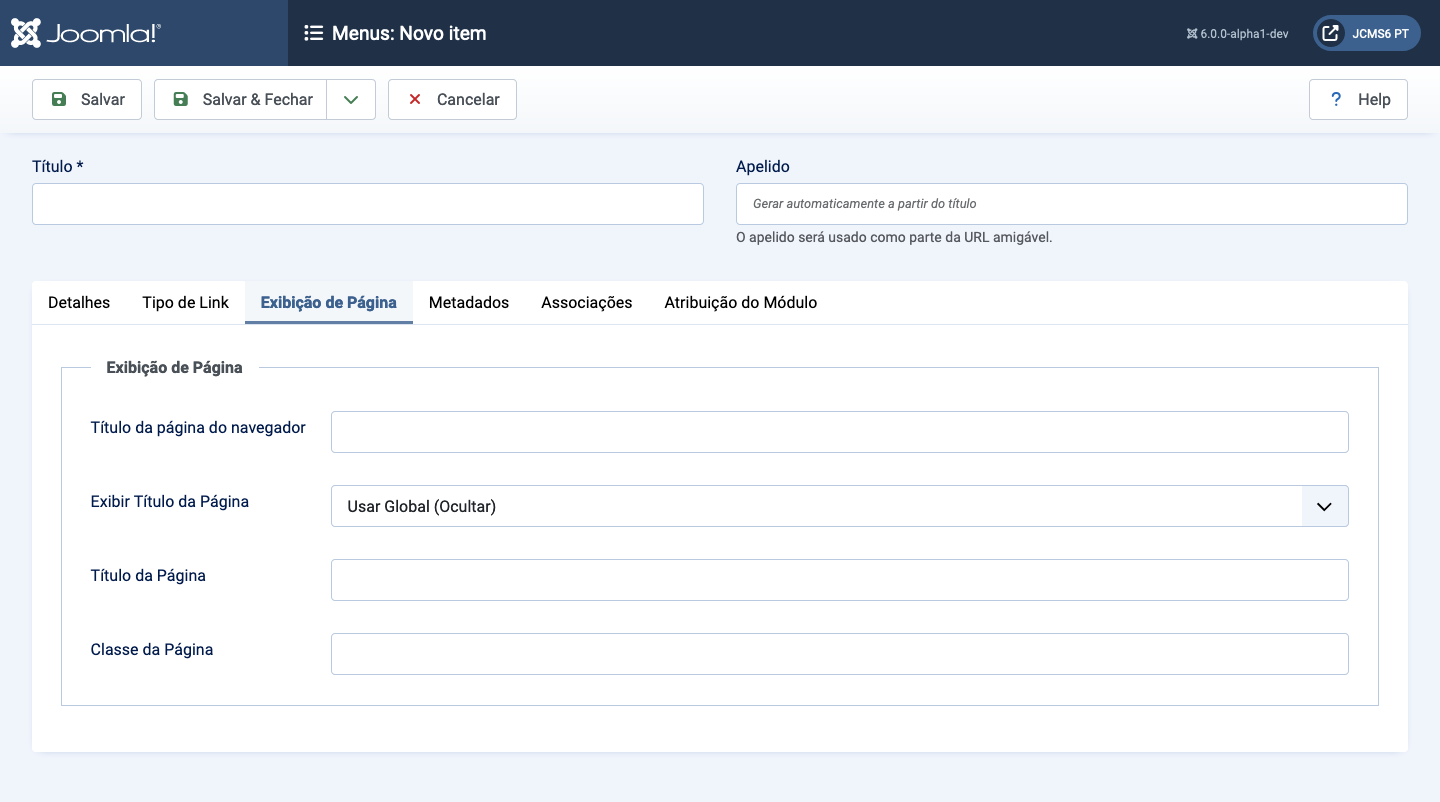 Joomla!®
Menus: Novo item
6.0.0-alpha1-dev
JCMS6 PT
Salvar
Salvar & Fechar
Cancelar
? Help
Título *
Apelido
Gerar automaticamente a partir do título
O apelido será usado como parte da URL amigável.
Detalhes Tipo de Link Exibição de Página Metadados Associações Atribuição do Módulo
Exibição de Página
Título da página do navegador
Exibir Título da Página
Usar Global (Ocultar)
Título da Página
Classe da Página